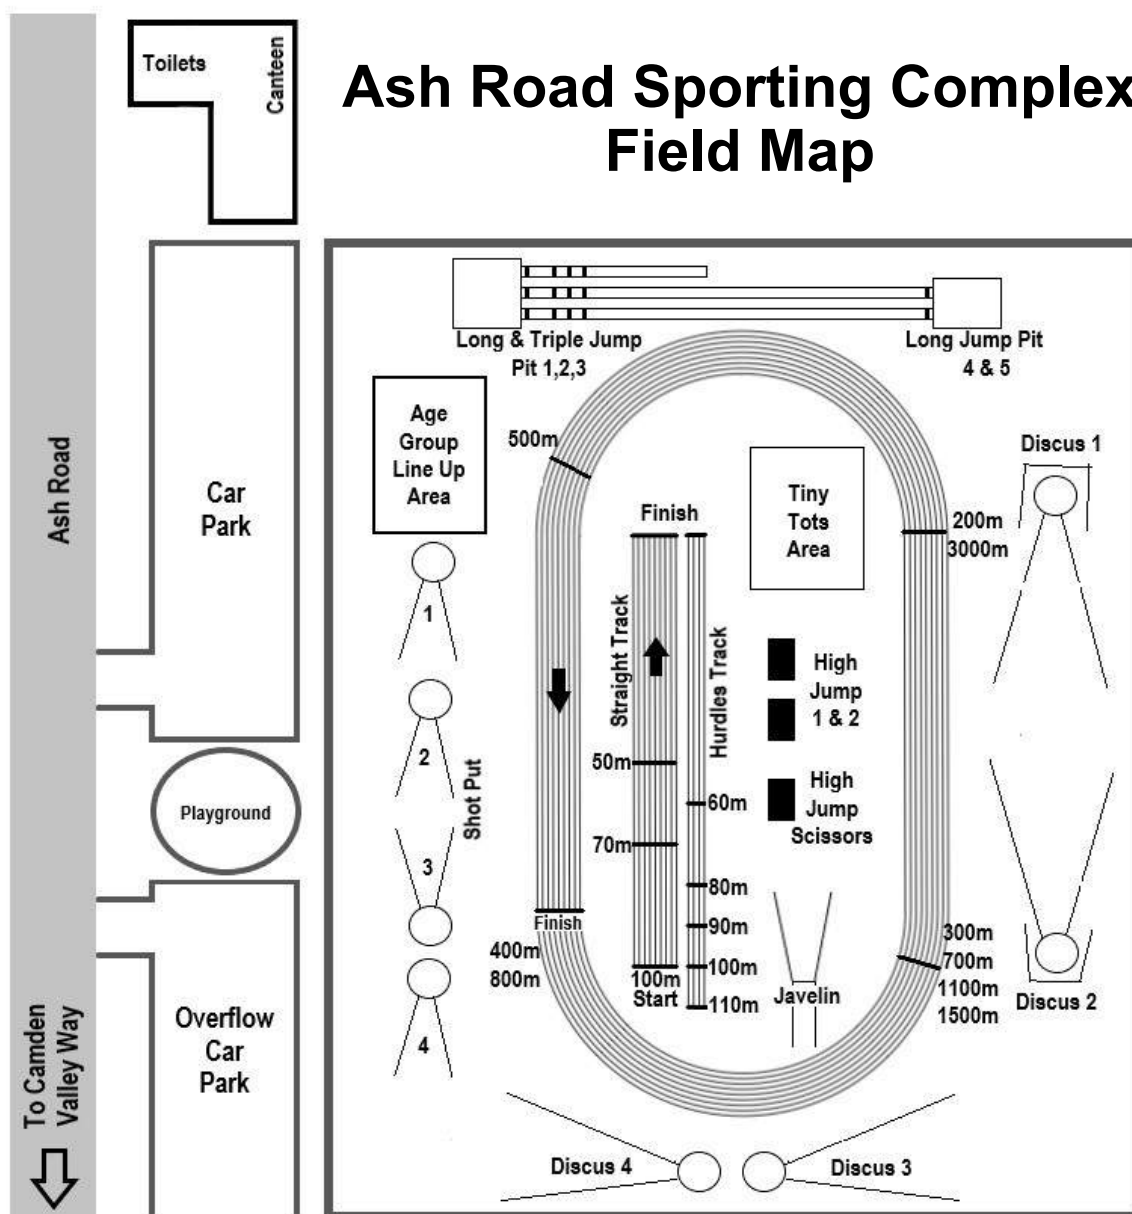 Toilets
Canteen
Ash Road Sporting Complex
Field Map
Long & Triple Jump
Pit 1,2,3
Long Jump Pit
4 & 5
Age
Group
Line Up
Area
500m
Discus 1
Ash Road
Car
Park
Finish
Tiny
Tots
Area
200m
3000m
1
Straight Track
Hurdles Track
High
Jump
1 & 2
2
Shot Put
50m
60m
High
Jump
Scissors
Playground
3
70m
80m
90m
Finish
400m
800m
100m
Start
100m
110m
Javelin
300m
700m
1100m
1500m
Discus 2
4
Overflow
Car
Park
To Camden
Valley Way
Discus 4
Discus 3